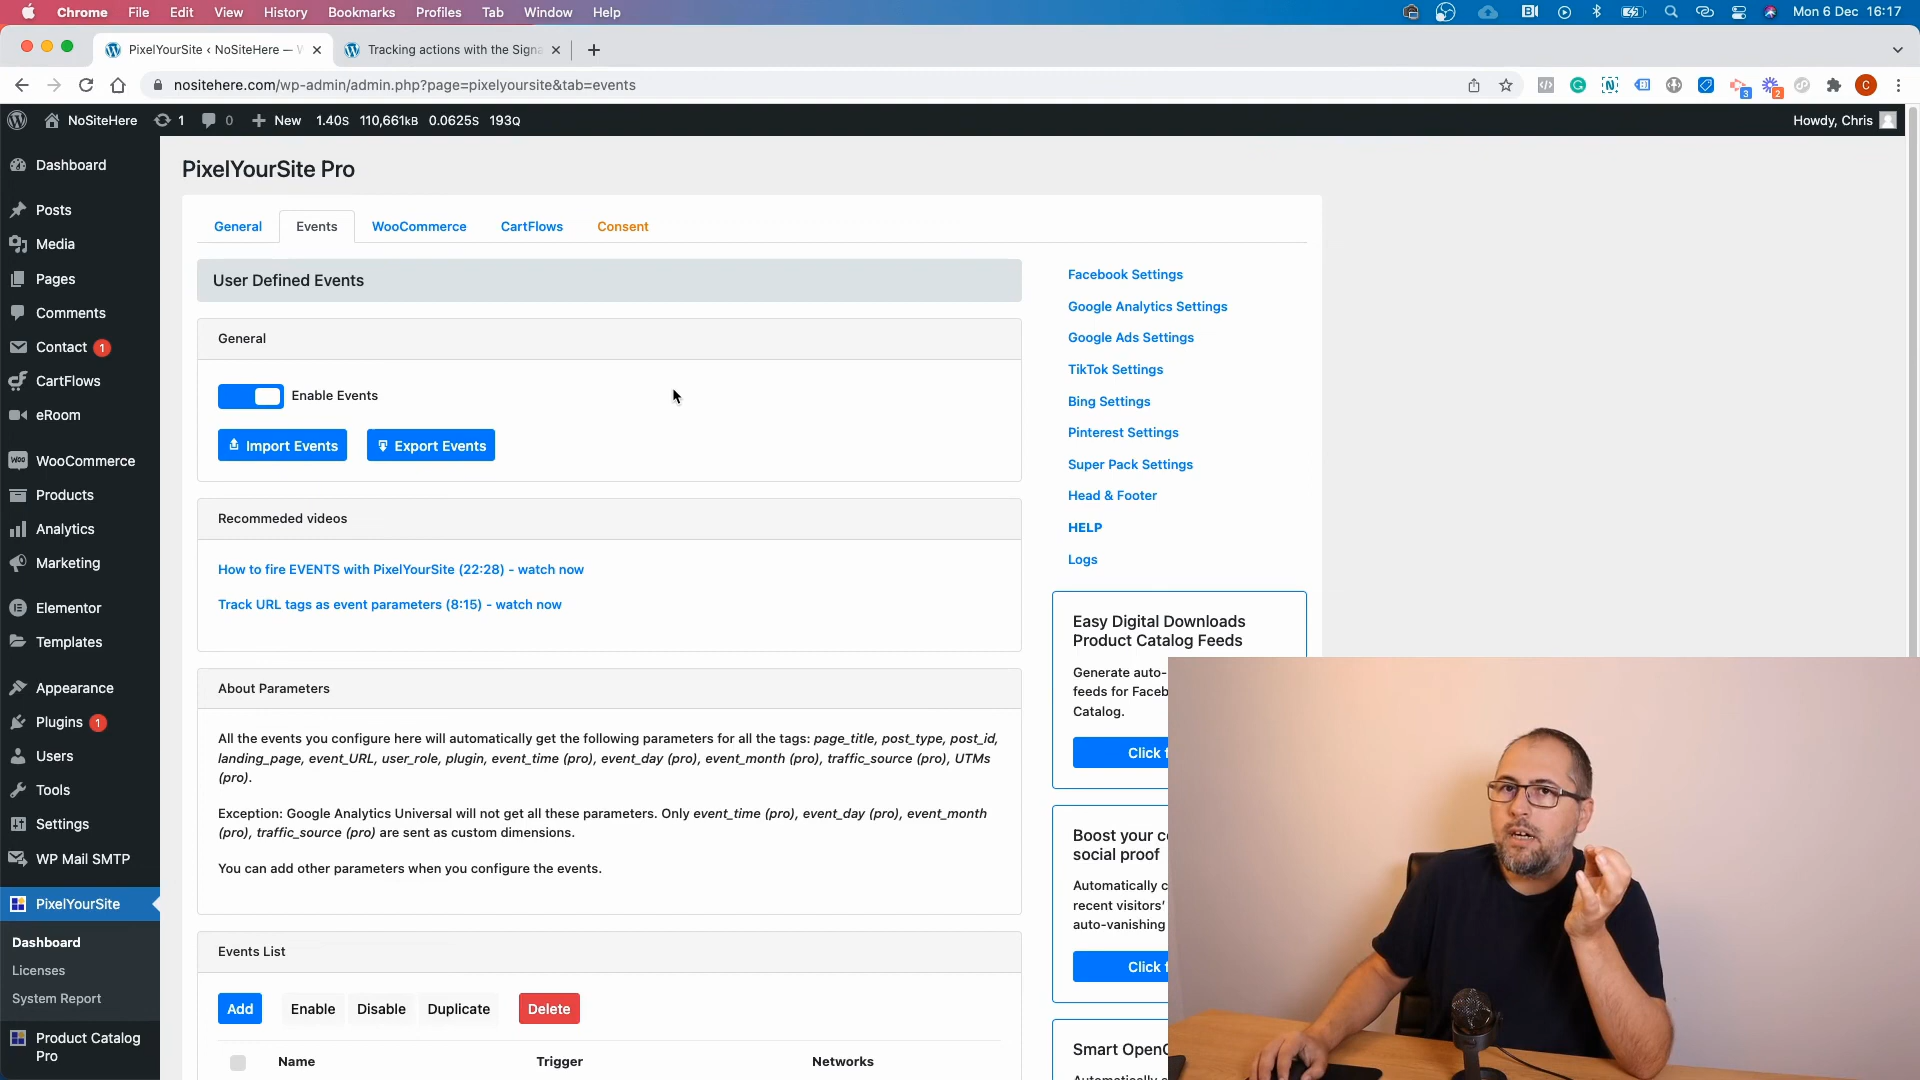 Chrome File Edit View History Bookmarks Profiles Tab Window Help Mon 6 Dec 16:17
PixelYourSite ‹ NoSiteHere — Tracking actions with the Signa
nositehere.com/wp-admin/admin.php?page=pixelyoursite&tab=events
3 2 C
NoSiteHere 1 0 New 1.40S 110,661KB 0.0625S 193Q Howdy, Chris
Dashboard
Posts
Media
Pages
Comments
Contact 1
CartFlows
eRoom
WooCommerce
Products
Analytics
Marketing
Elementor
Templates
Appearance
Plugins 1
Users
Tools
Settings
WP Mail SMTP
PixelYourSite
Dashboard
Licenses
System Report
Product Catalog
Pro
PixelYourSite Pro
General Events WooCommerce CartFlows Consent
User Defined Events
General
Enable Events
Import Events Export Events
Recommeded videos
How to fire EVENTS with PixelYourSite (22:28) - watch now
Track URL tags as event parameters (8:15) - watch now
About Parameters
All the events you configure here will automatically get the following parameters for all the tags: page_title, post_type, post_id,
landing_page, event_URL, user_role, plugin, event_time (pro), event_day (pro), event_month (pro), traffic_source (pro), UTMs
(pro).
Exception: Google Analytics Universal will not get all these parameters. Only event_time (pro), event_day (pro), event_month
(pro), traffic_source (pro) are sent as custom dimensions.
You can add other parameters when you configure the events.
Events List
Add Enable Disable Duplicate Delete
Name Trigger Networks
Facebook Settings
Google Analytics Settings
Google Ads Settings
TikTok Settings
Bing Settings
Pinterest Settings
Super Pack Settings
Head & Footer
HELP
Logs
Easy Digital Downloads
Product Catalog Feeds
Generate auto-
feeds for Faceb
Catalog.
Click f
Boost your c
social proof
Automatically c
recent visitors'
auto-vanishing
Click f
Smart Open